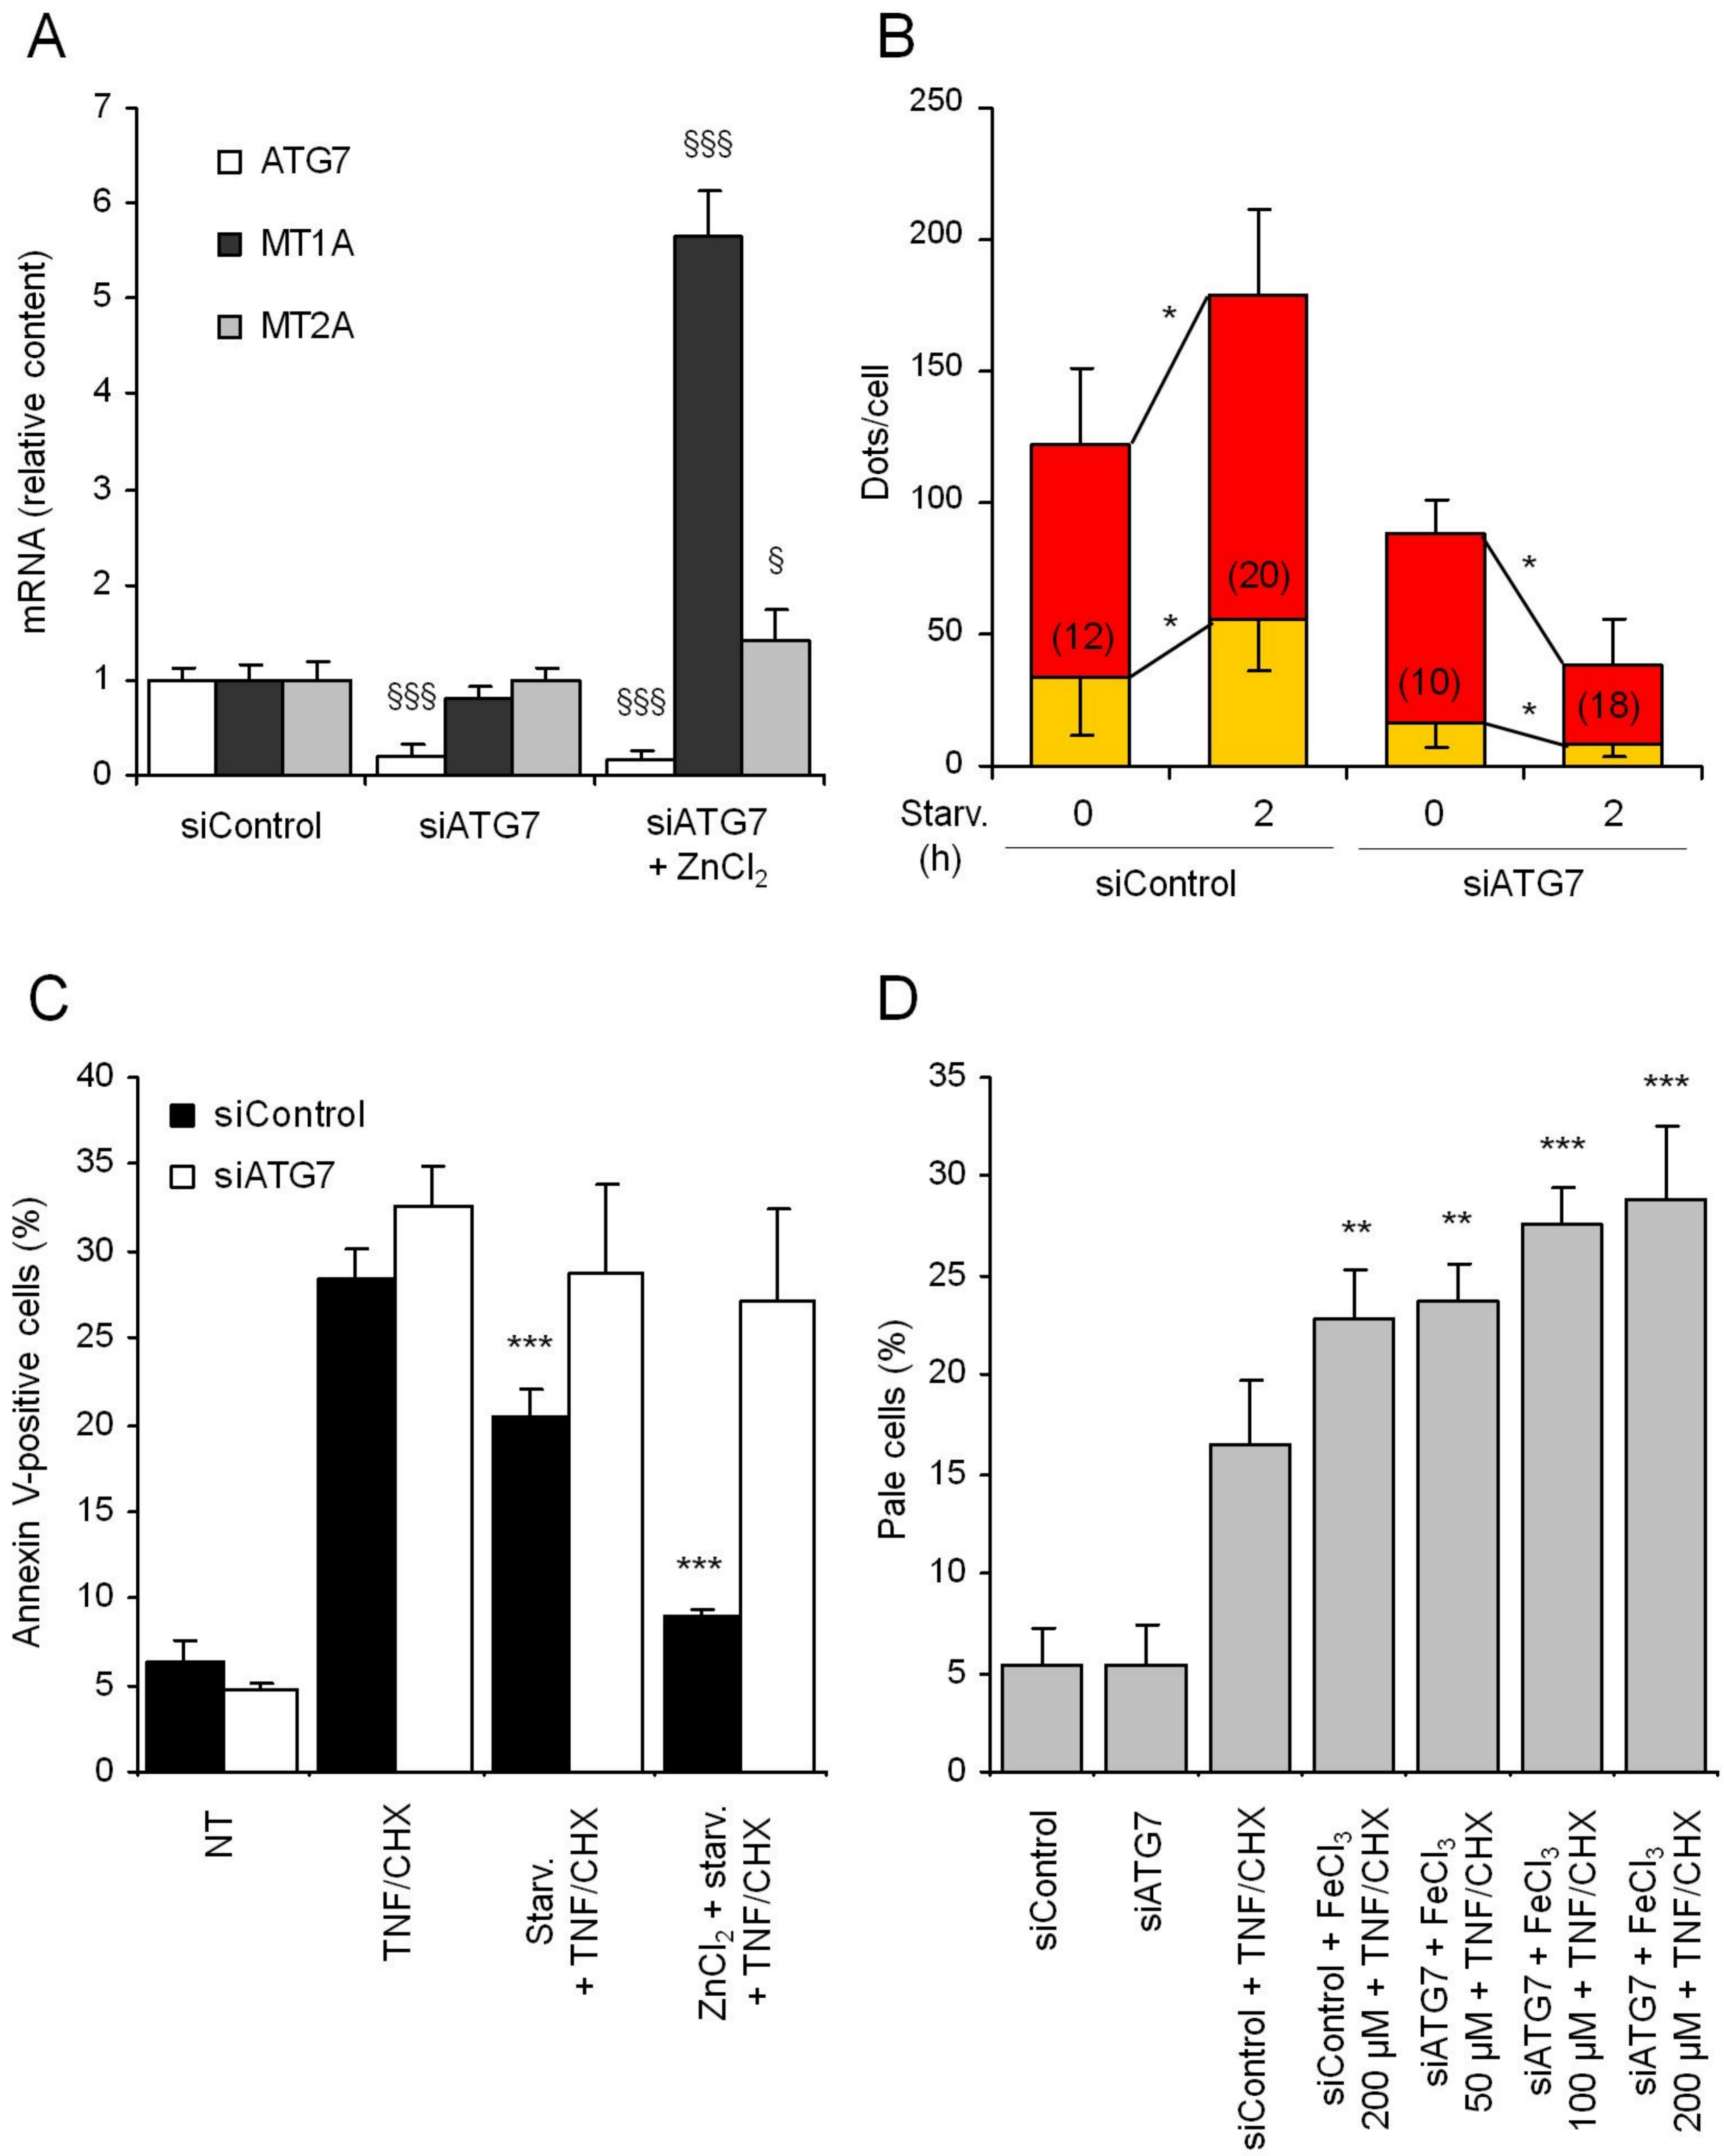 A
mRNA (relative content)
7
6
5
4
3
2
1
0
ATG7
MT1A
MT2A
§§§
§§§
§§§
§
siControl
siATG7
siATG7
+ ZnCl₂
B
Dots/cell
250
200
150
100
50
0
*
*
*
*
(12)
(20)
(10)
(18)
Starv.
(h)
0
2
0
2
siControl
siATG7
C
Annexin V-positive cells (%)
40
35
30
25
20
15
10
5
0
siControl
siATG7
***
***
NT
TNF/CHX
Starv.
+ TNF/CHX
ZnCl₂ + starv.
+ TNF/CHX
D
Pale cells (%)
35
30
25
20
15
10
5
0
**
**
***
***
siControl
siATG7
siControl + TNF/CHX
siControl + FeCl₃
200 µM + TNF/CHX
siATG7 + FeCl₃
50 µM + TNF/CHX
siATG7 + FeCl₃
100 µM + TNF/CHX
siATG7 + FeCl₃
200 µM + TNF/CHX